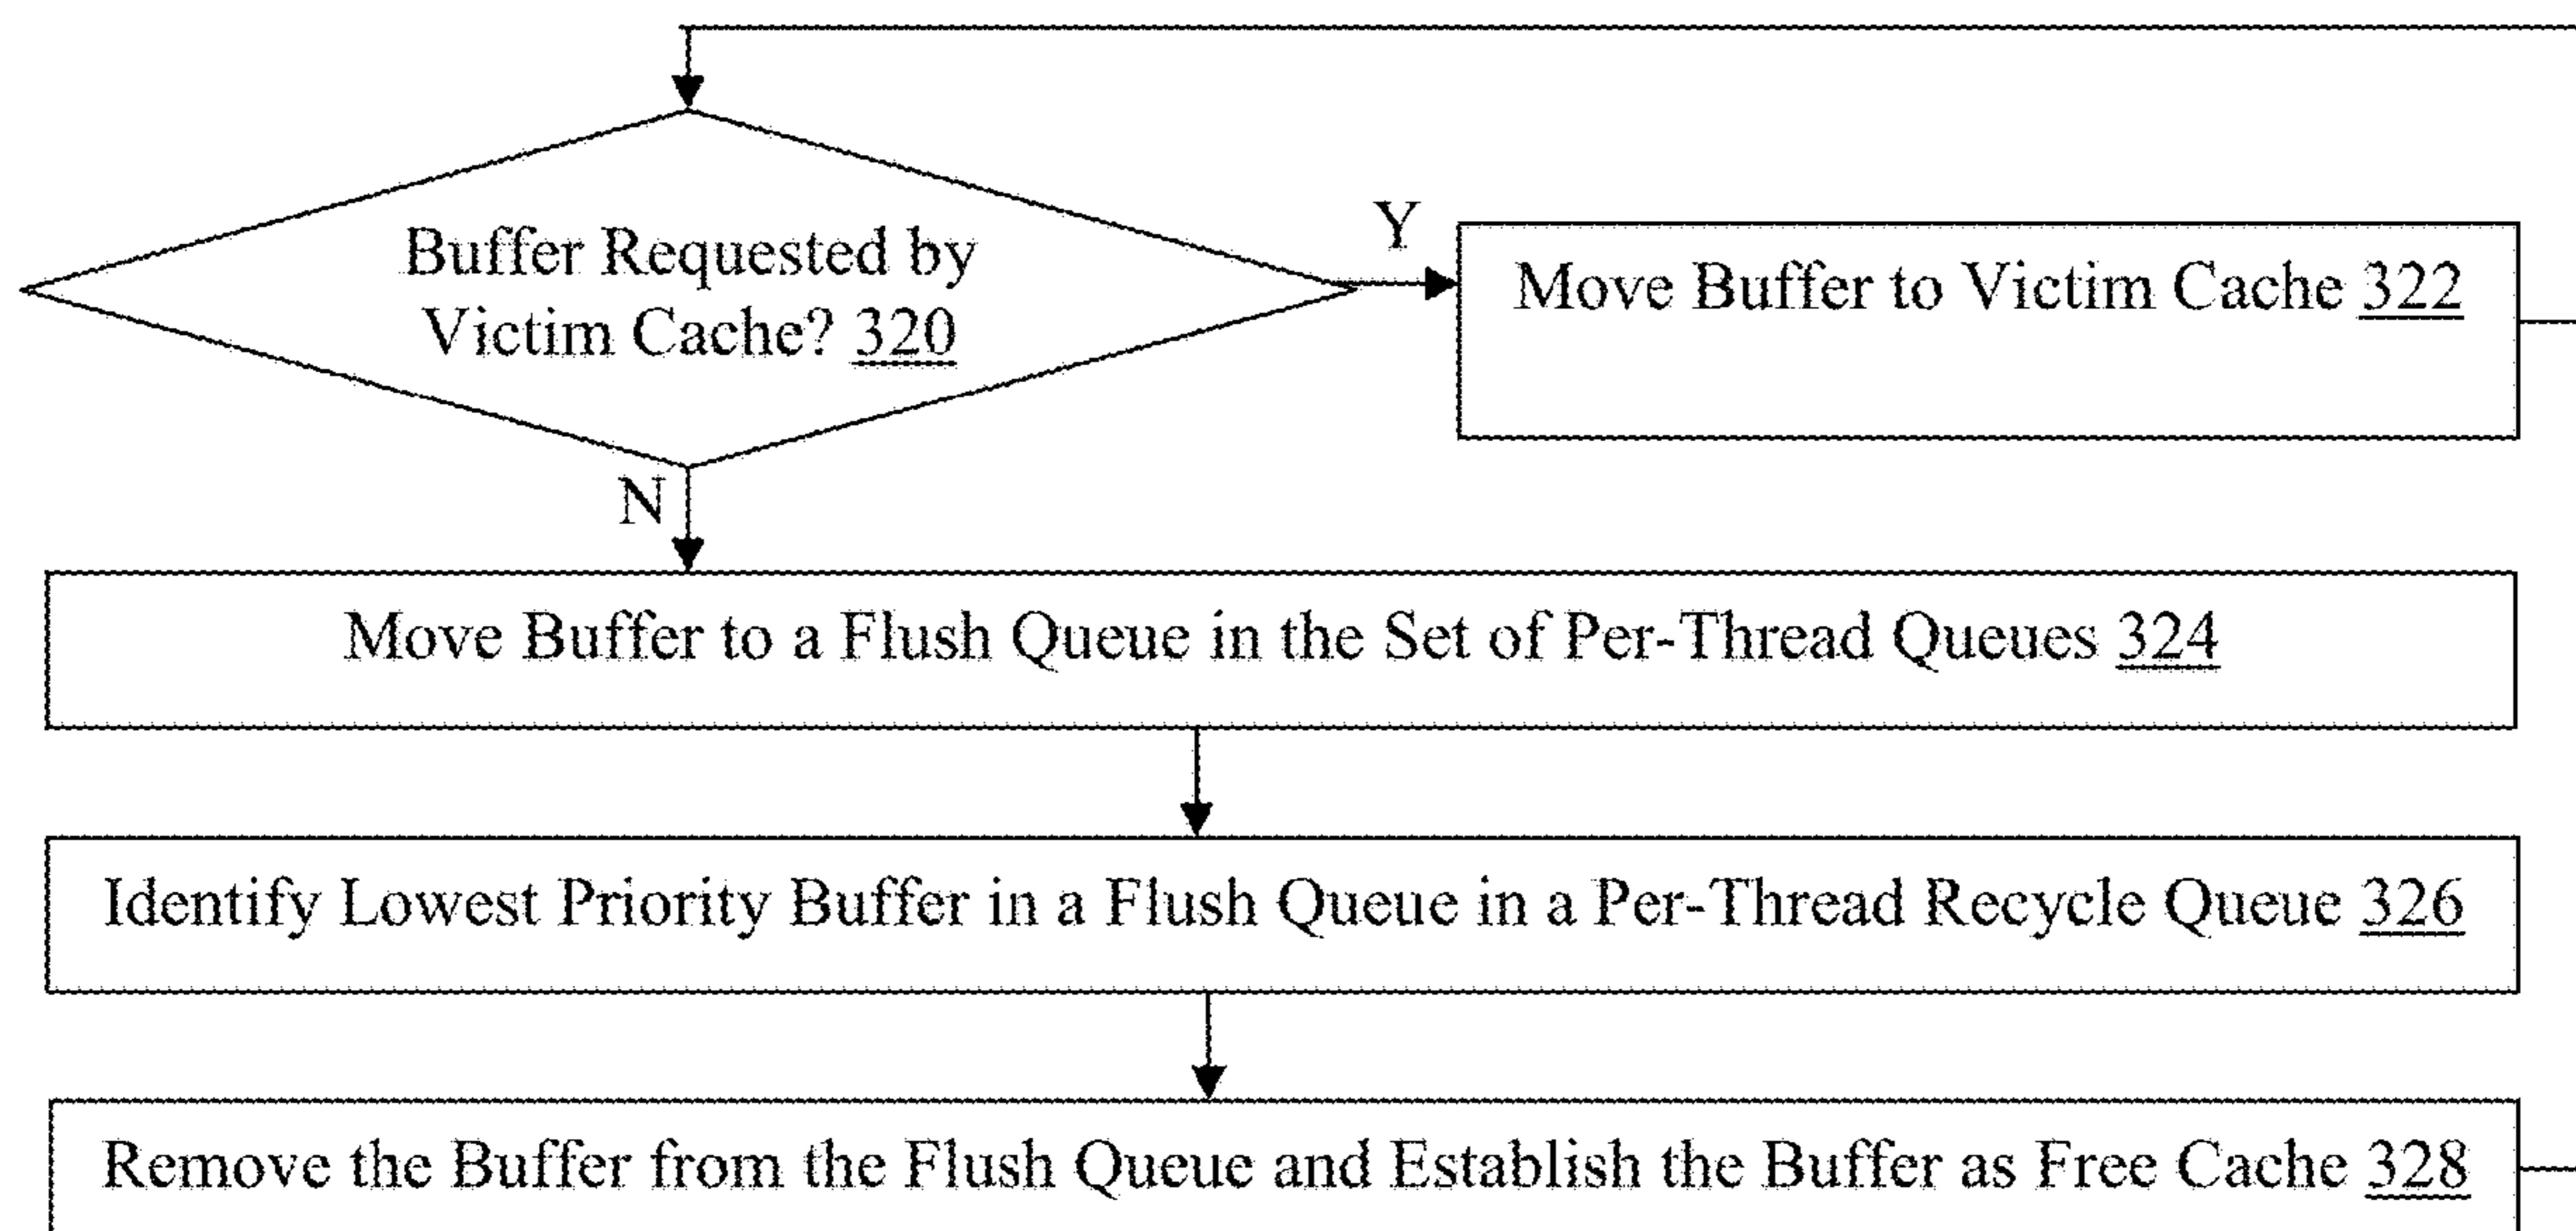 Buffer Requested by
Victim Cache? 320
Y
Move Buffer to Victim Cache 322
N
Move Buffer to a Flush Queue in the Set of Per-Thread Queues 324
Identify Lowest Priority Buffer in a Flush Queue in a Per-Thread Recycle Queue 326
Remove the Buffer from the Flush Queue and Establish the Buffer as Free Cache 328